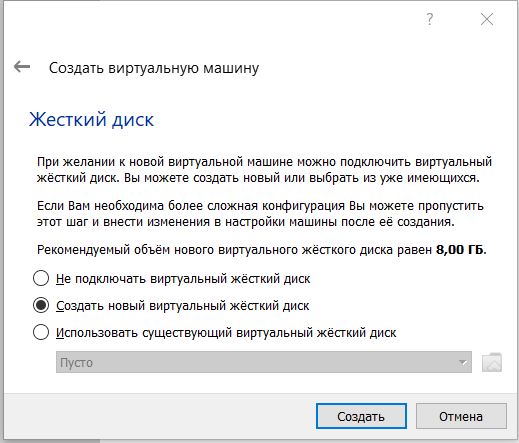 ?
Создать виртуальную машину
Жесткий диск
При желании к новой виртуальной машине можно подключить виртуальный
жёсткий диск. Вы можете создать новый или выбрать из уже имеющихся.
Если Вам необходима более сложная конфигурация Вы можете пропустить
этот шаг и внести изменения в настройки машины после её создания.
Рекомендуемый объём нового виртуального жёсткого диска равен 8,00 ГБ.
Не подключать виртуальный жёсткий диск
Создать новый виртуальный жёсткий диск
Использовать существующий виртуальный жёсткий диск
Пусто
Создать
Отмена